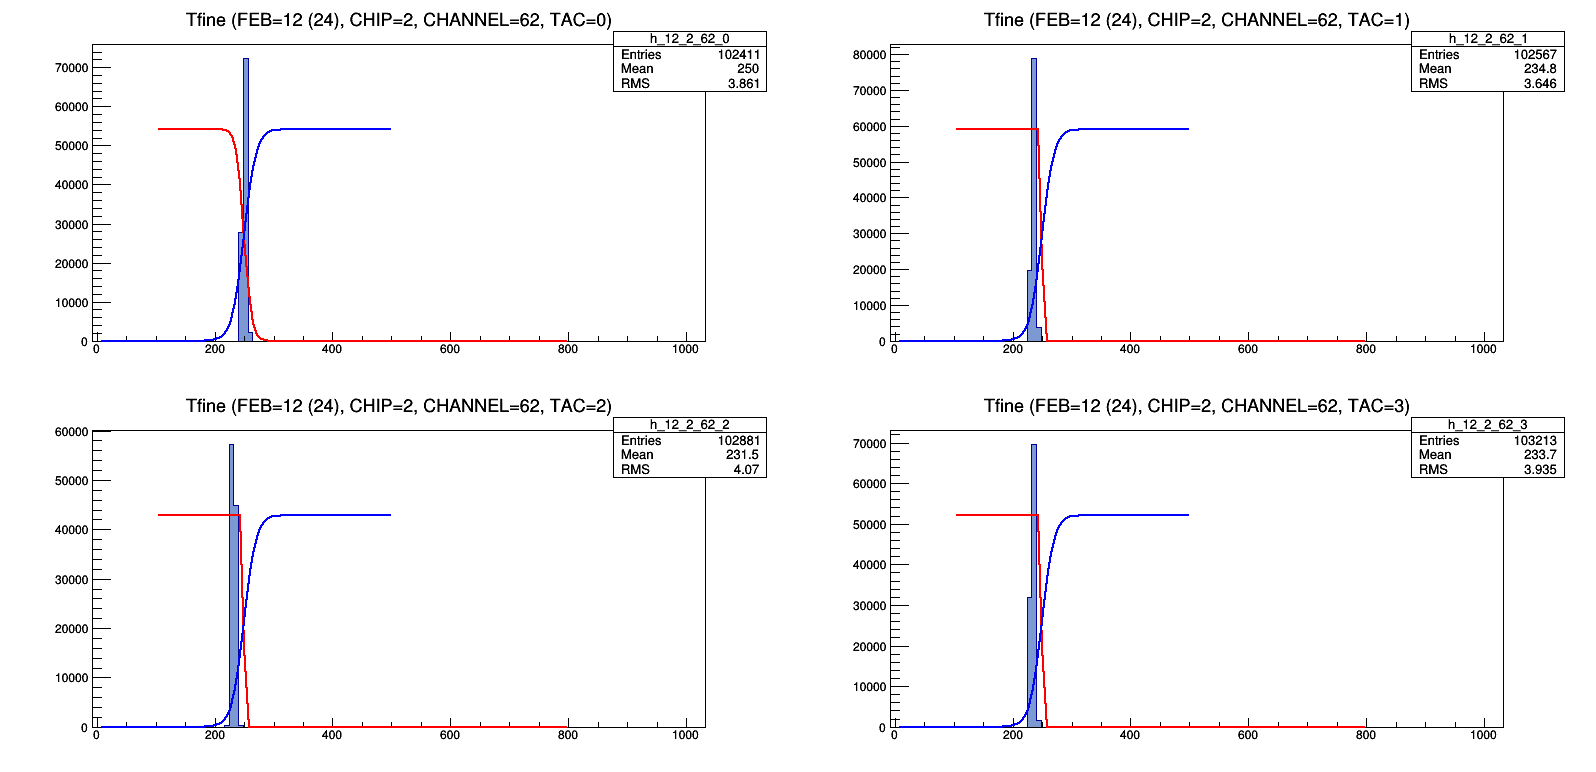 Tfine (FEB=12 (24), CHIP=2, CHANNEL=62, TAC=0)
h_12_2_62_0
Entries 102411
Mean 250
RMS 3.861
70000
60000
50000
40000
30000
20000
10000
0
0 200 400 600 800 1000
Tfine (FEB=12 (24), CHIP=2, CHANNEL=62, TAC=1)
h_12_2_62_1
Entries 102567
Mean 234.8
RMS 3.646
80000
70000
60000
50000
40000
30000
20000
10000
0
0 200 400 600 800 1000
Tfine (FEB=12 (24), CHIP=2, CHANNEL=62, TAC=2)
h_12_2_62_2
Entries 102881
Mean 231.5
RMS 4.07
60000
50000
40000
30000
20000
10000
0
0 200 400 600 800 1000
Tfine (FEB=12 (24), CHIP=2, CHANNEL=62, TAC=3)
h_12_2_62_3
Entries 103213
Mean 233.7
RMS 3.935
70000
60000
50000
40000
30000
20000
10000
0
0 200 400 600 800 1000